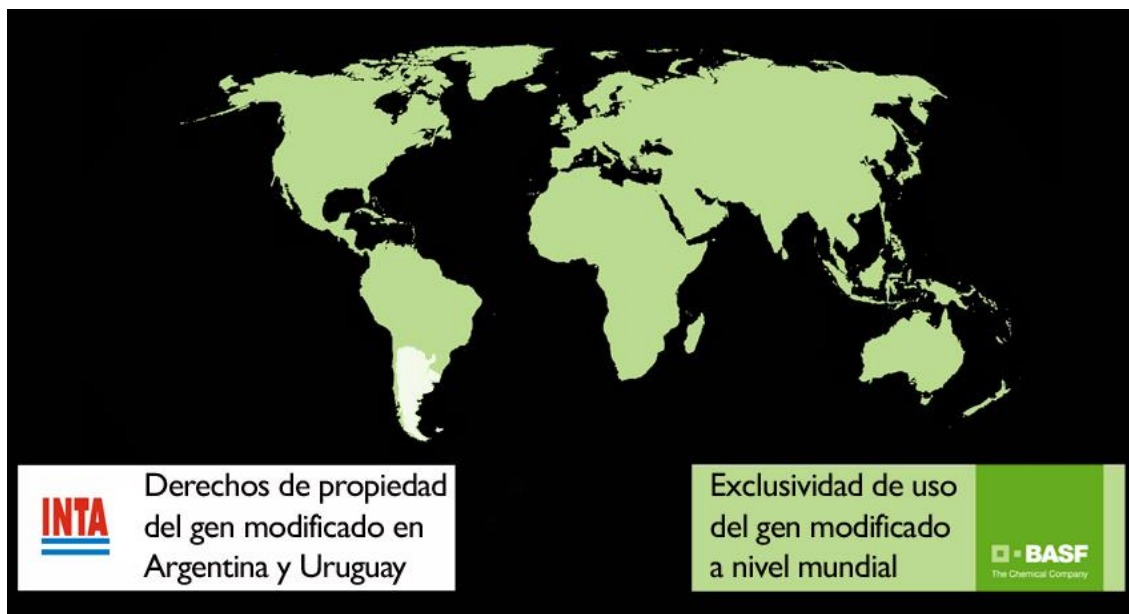 INTA
Derechos de propiedad
del gen modificado en
Argentina y Uruguay
Exclusividad de uso
del gen modificado
a nivel mundial
BASF
The Chemical Company